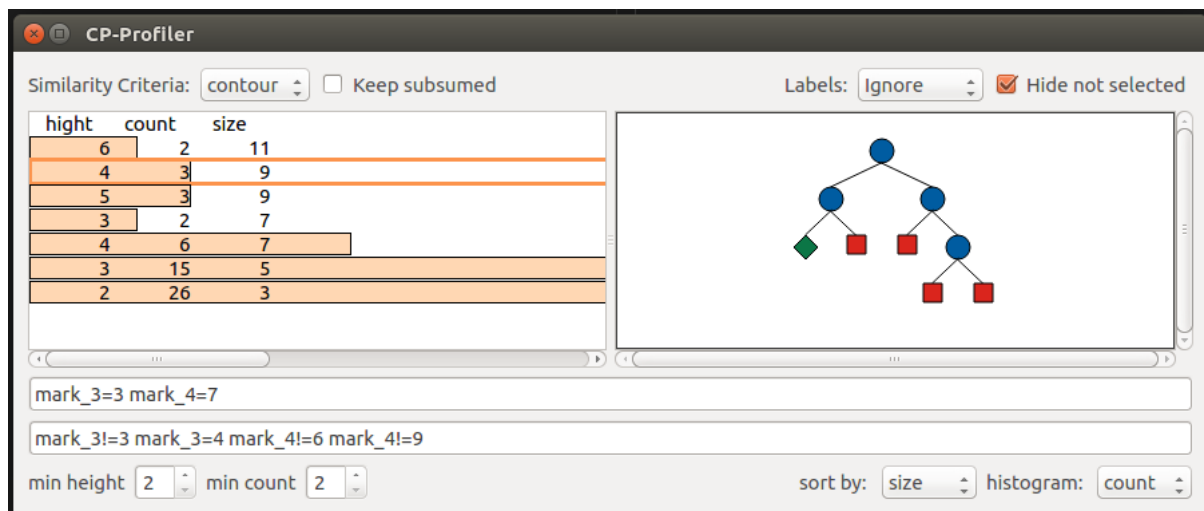 CP-Profiler
Similarity Criteria: contour Keep subsumed Labels: Ignore Hide not selected
hight count size
6 2 11
4 3 9
5 3 9
3 2 7
4 6 7
3 15 5
2 26 3
mark_3=3 mark_4=7
mark_3!=3 mark_3=4 mark_4!=6 mark_4!=9
min height 2 min count 2 sort by: size histogram: count